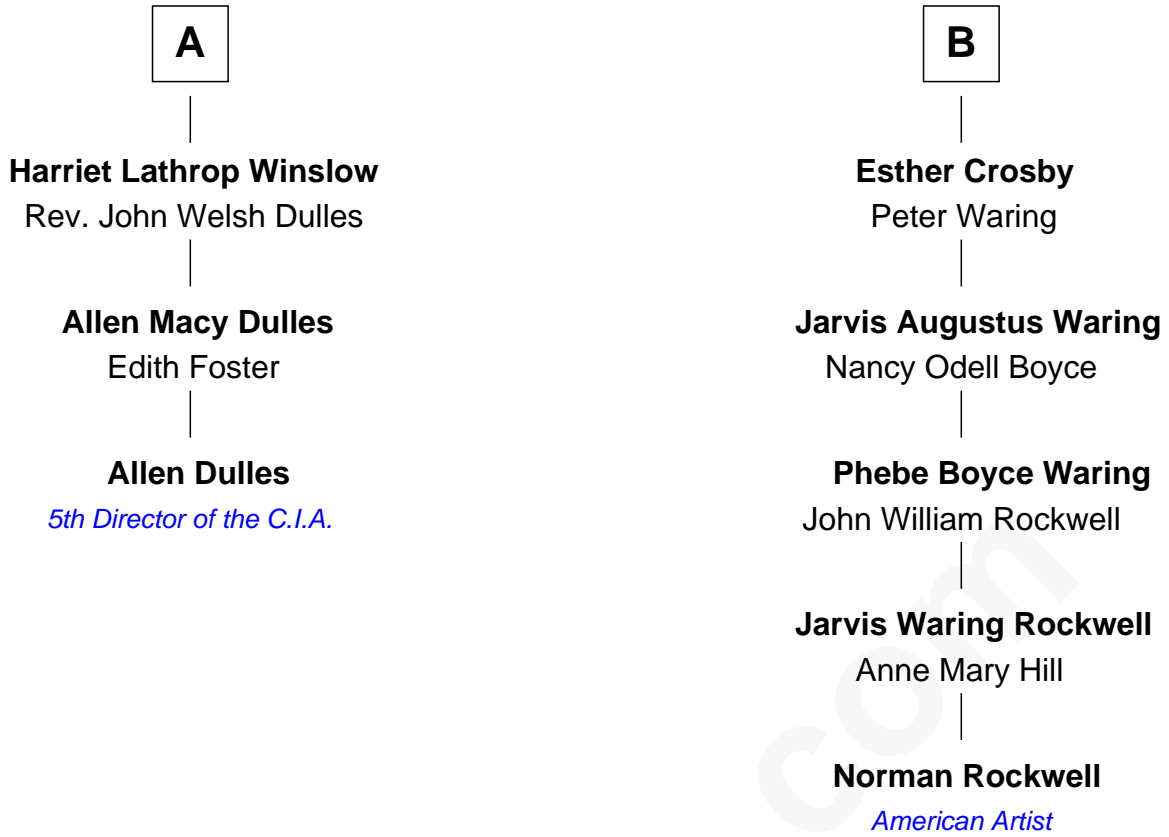 A
Harriet Lathrop Winslow
Rev. John Welsh Dulles
Allen Macy Dulles
Edith Foster
Allen Dulles
5th Director of the C.I.A.
B
Esther Crosby
Peter Waring
Jarvis Augustus Waring
Nancy Odell Boyce
Phebe Boyce Waring
John William Rockwell
Jarvis Waring Rockwell
Anne Mary Hill
Norman Rockwell
American Artist
com